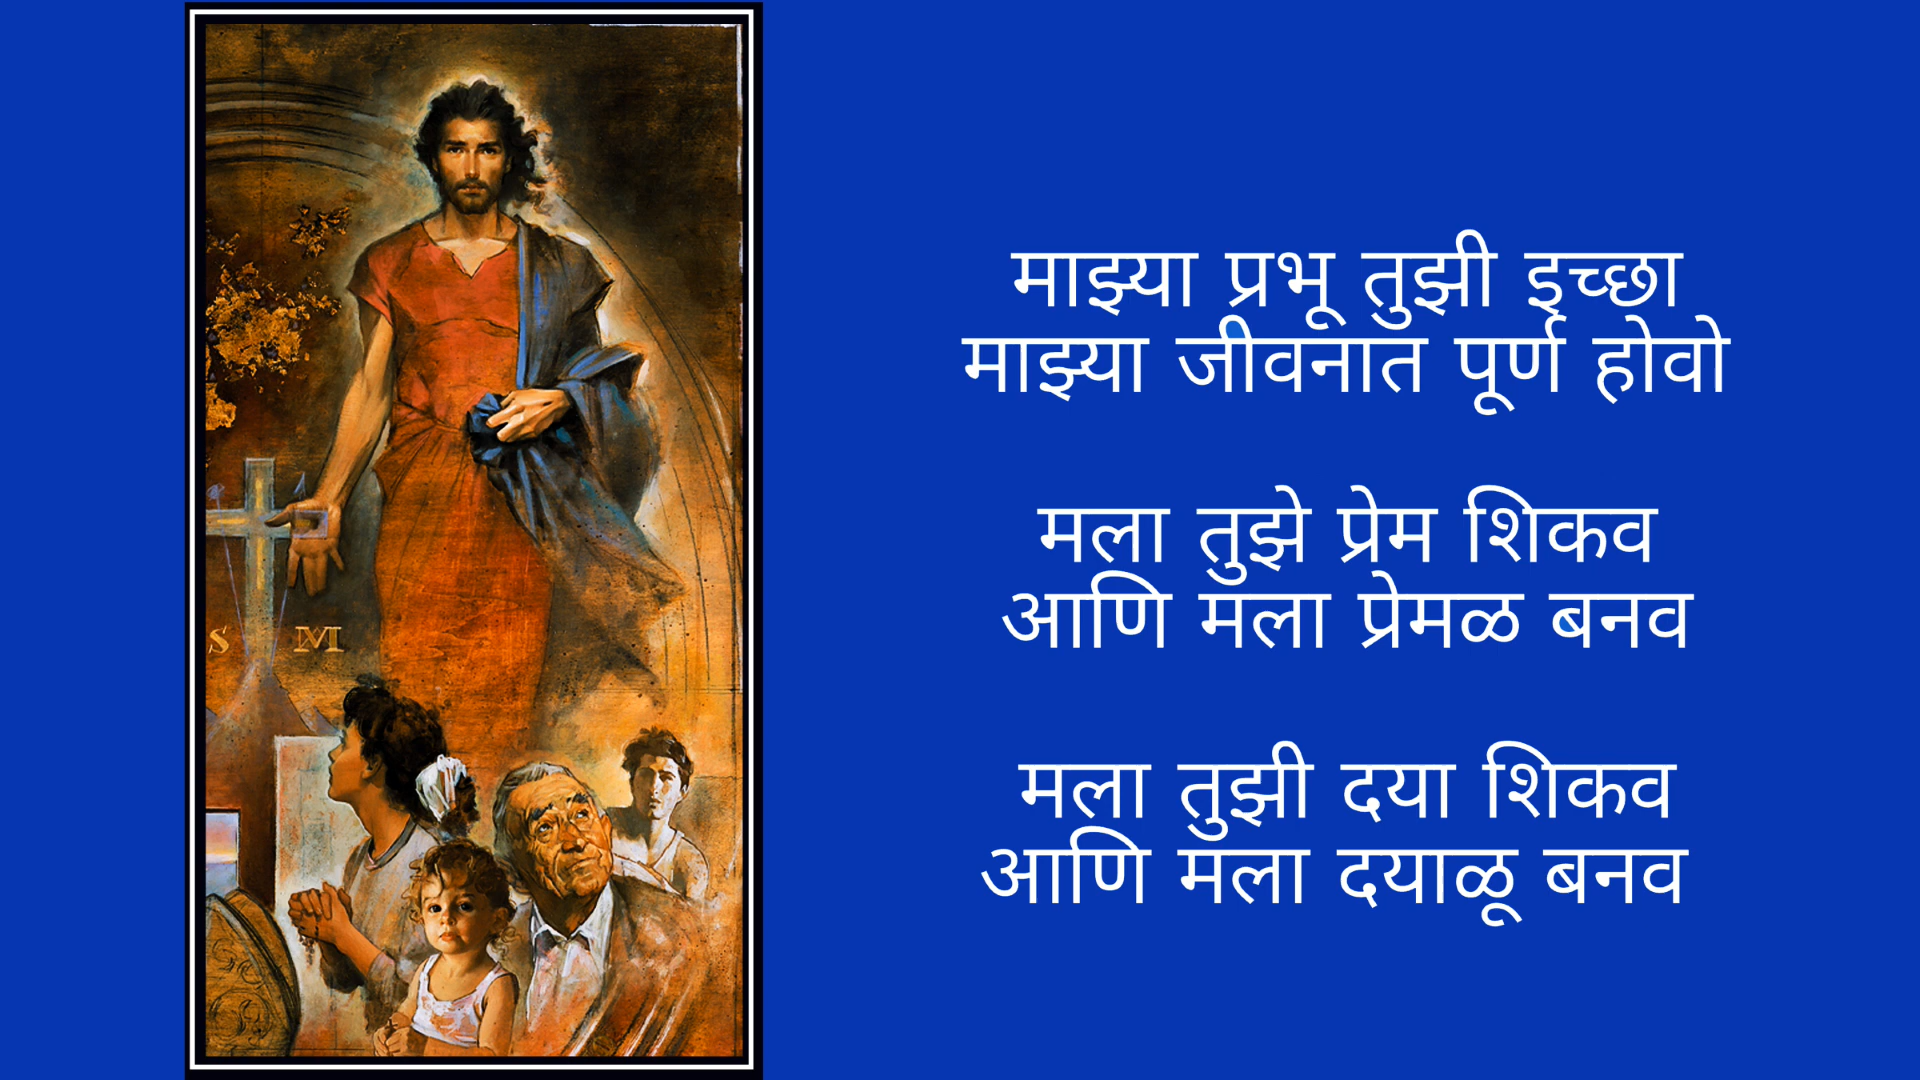 S M
माझ्या प्रभू तुझी इच्छा
माझ्या जीवनात पूर्ण होवो
मला तुझे प्रेम शिकव
आणि मला प्रेमळ बनव
मला तुझी दया शिकव
आणि मला दयाळू बनव